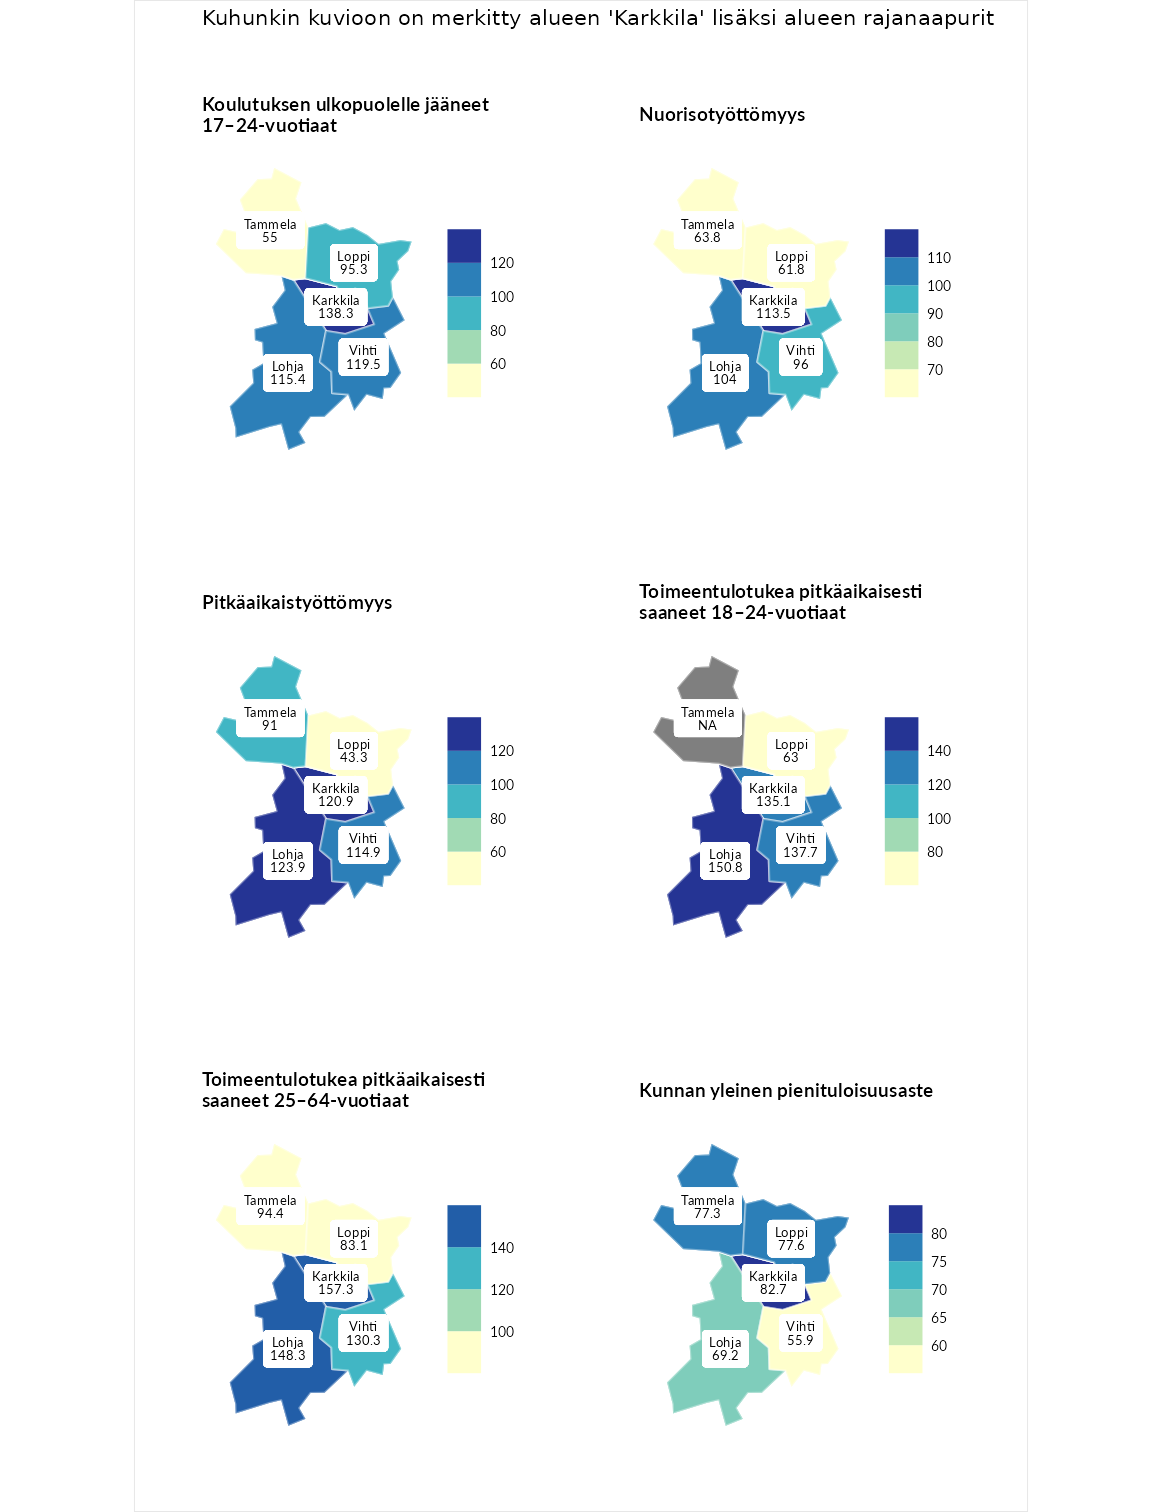 Kuhunkin kuvioon on merkitty alueen 'Karkkila' lisäksi alueen rajanaapurit
Koulutuksen ulkopuolelle jääneet
17–24-vuotiaat
Tammela
55
Loppi
95.3
Karkkila
138.3
Vihti
119.5
Lohja
115.4
120
100
80
60
Nuorisotyöttömyys
Tammela
63.8
Loppi
61.8
Karkkila
113.5
Vihti
96
Lohja
104
110
100
90
80
70
Pitkäaikaistyöttömyys
Tammela
91
Loppi
43.3
Karkkila
120.9
Vihti
114.9
Lohja
123.9
120
100
80
60
Toimeentulotukea pitkäaikaisesti
saaneet 18–24-vuotiaat
Tammela
NA
Loppi
63
Karkkila
135.1
Vihti
137.7
Lohja
150.8
140
120
100
80
Toimeentulotukea pitkäaikaisesti
saaneet 25–64-vuotiaat
Tammela
94.4
Loppi
83.1
Karkkila
157.3
Vihti
130.3
Lohja
148.3
140
120
100
Kunnan yleinen pienituloisuusaste
Tammela
77.3
Loppi
77.6
Karkkila
82.7
Vihti
55.9
Lohja
69.2
80
75
70
65
60